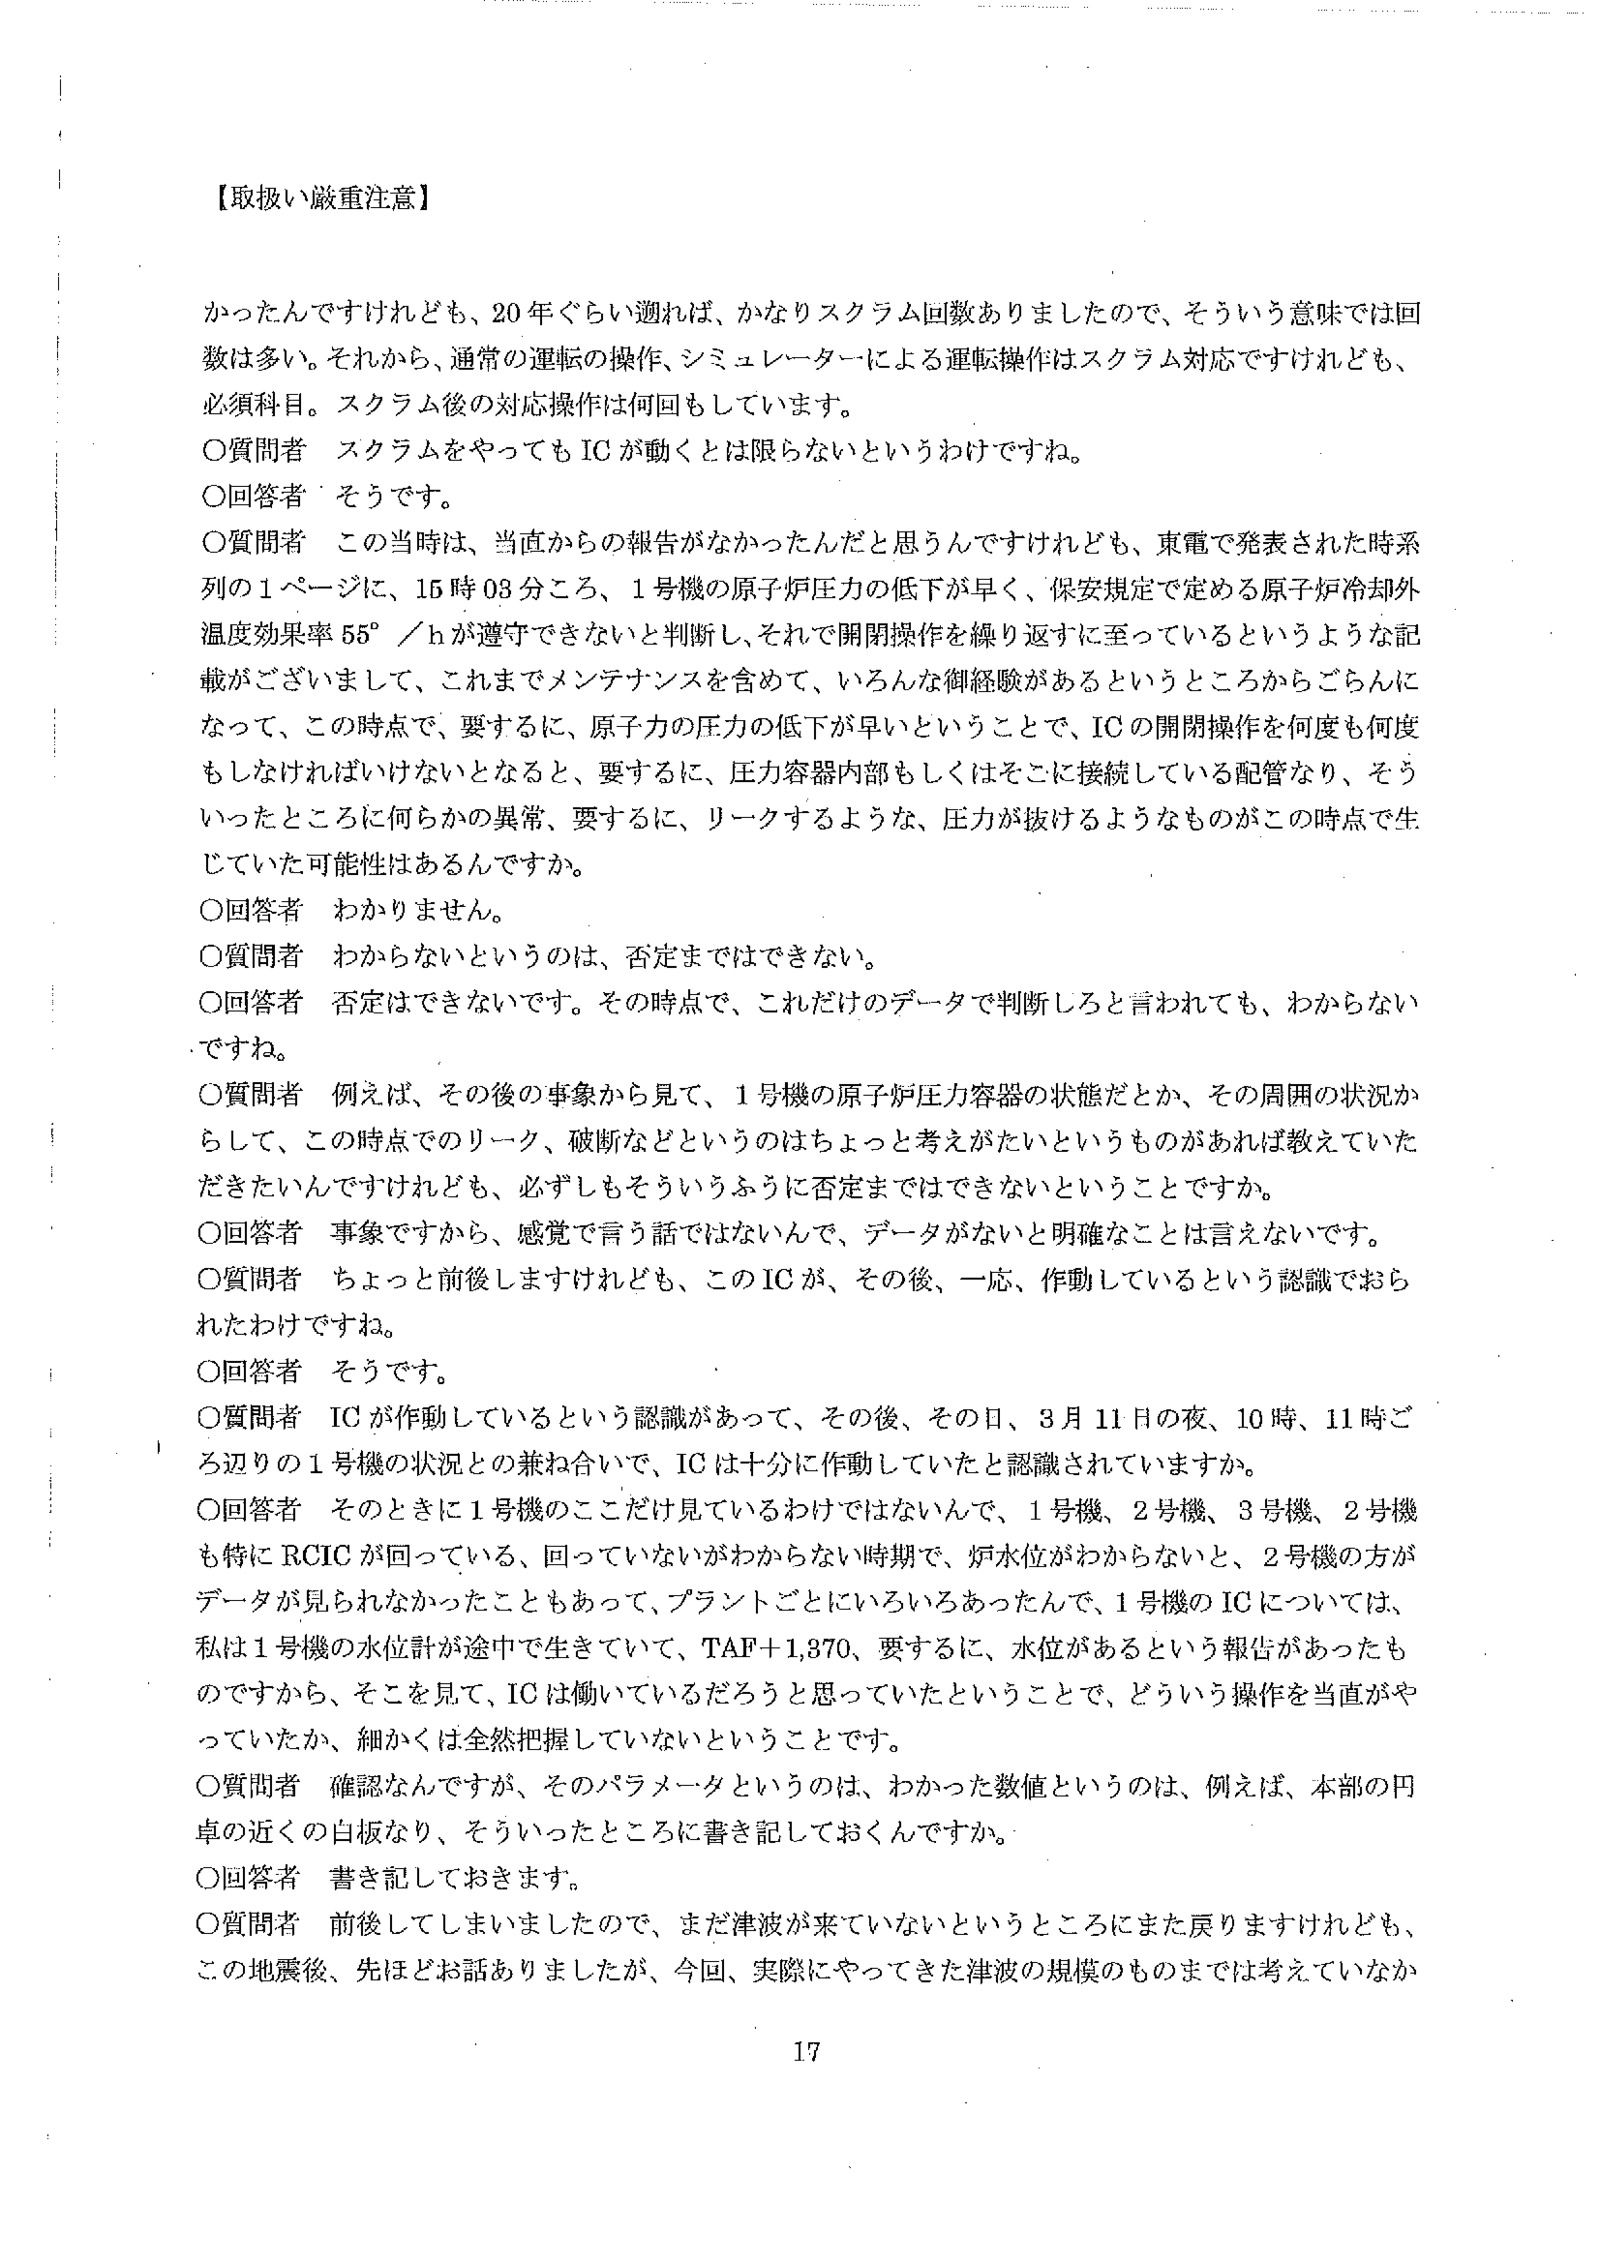 【取扱い厳重注意】
かったんですけれども、20年ぐらい遡れば、かなりスクラム回数ありましたので、そういう意味では回
数は多い。それから、通常の運転の操作、シミュレーターによる運転操作はスクラム対応ですけれども、
必須科目。スクラム後の対応操作は何回もしています。
〇質問者　スクラムをやってもICが動くとは限らないというわけですね。
〇回答者　そうです。
〇質問者　この当時は、当直からの報告がなかったんだと思うんですけれども、東電で発表された時系
列の1ページに、15時03分ころ、1号機の原子炉圧力の低下が早く、保安規定で定める原子炉冷却外
温度効果率55°／hが遵守できないと判断し、それで開閉操作を繰り返すに至っているというような記
載がございまして、これまでメンテナンスを含めて、いろんな御経験があるというところからごらんに
なって、この時点で、要するに、原子力の圧力の低下が早いということで、ICの開閉操作を何度も何度
もしなければいけないとなると、要するに、圧力容器内部もしくはそこに接続している配管なり、そう
いったところに何らかの異常、要するに、リークするような、圧力が抜けるようなものがこの時点で生
じていた可能性はあるんですか。
〇回答者　わかりません。
〇質問者　わからないというのは、否定まではできない。
〇回答者　否定はできないです。その時点で、これだけのデータで判断しろと言われても、わからない
ですね。
〇質問者　例えば、その後の事象から見て、1号機の原子炉圧力容器の状態だとか、その周囲の状況か
らして、この時点でのリーク、破断などというのはちょっと考えがたいというものがあれば教えていた
だきたいんですけれども、必ずしもそういうふうに否定まではできないということですか。
〇回答者　事象ですから、感覚で言う話ではないんで、データがないと明確なことは言えないです。
〇質問者　ちょっと前後しますけれども、このICが、その後、一応、作動しているという認識でおら
れたわけですね。
〇回答者　そうです。
〇質問者　ICが作動しているという認識があって、その後、その日、3月11日の夜、10時、11時ご
ろ辺りの1号機の状況との兼ね合いで、ICは十分に作動していたと認識されていますか。
〇回答者　そのときに1号機のここだけ見ているわけではないんで、1号機、2号機、3号機、2号機
も特にRCICが回っている、回っていないがわからない時期で、炉水位がわからないと、2号機の方が
データが見られなかったこともあって、プラントごとにいろいろあったんで、1号機のICについては、
私は1号機の水位計が途中で生きていて、TAF＋1,370、要するに、水位があるという報告があったも
のですから、そこを見て、ICは働いているだろうと思っていたということで、どういう操作を当直がや
っていたか、細かくは全然把握していないということです。
〇質問者　確認なんですが、そのパラメータというのは、わかった数値というのは、例えば、本部の円
卓の近くの白板なり、そういったところに書き記しておくんですか。
〇回答者　書き記しておきます。
〇質問者　前後してしまいましたので、まだ津波が来ていないというところにまた戻りますけれども、
この地震後、先ほどお話ありましたが、今回、実際にやってきた津波の規模のものまでは考えていなか
17